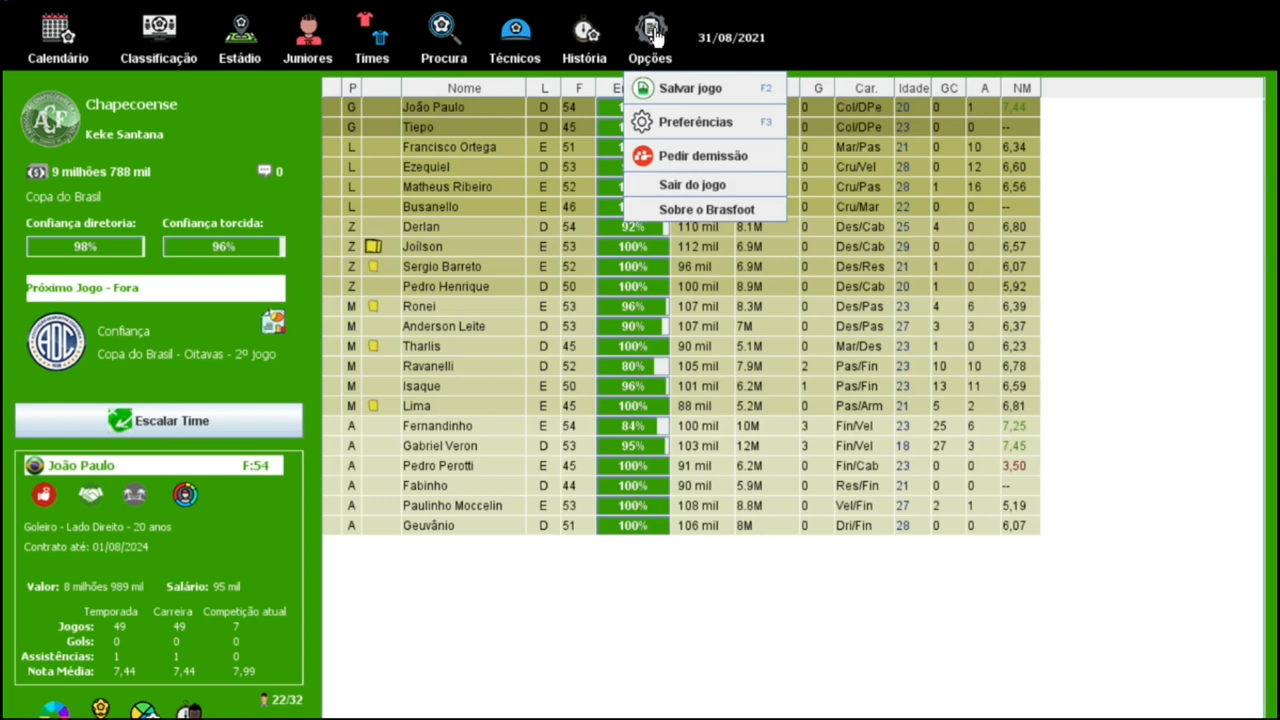 Calendário Classificação Estádio Juniores Times Procura Técnicos História Opções 31/08/2021
Salvar jogo F2
Preferências F3
Pedir demissão
Sair do jogo
Sobre o Brasfoot
Chapecoense
Keke Santana
9 milhões 788 mil 0
Copa do Brasil
Confiança diretoria: Confiança torcida:
98% 96%
Próximo Jogo - Fora
Confiança
Copa do Brasil - Oitavas - 2º jogo
Escalar Time
João Paulo F:54
Goleiro - Lado Direito - 20 anos
Contrato até: 01/08/2024
Valor: 8 milhões 989 mil Salário: 95 mil
Temporada Carreira Competição atual
Jogos: 49 49 7
Gols: 0 0 0
Assistências: 1 1 0
Nota Média: 7,44 7,44 7,99
22/32
P Nome L F G Car. Idade GC A NM
G João Paulo D 54 0 Col/DPe 20 0 1 7,44
G Tiepo D 45 0 Col/DPe 23 0 0 --
L Francisco Ortega E 51 0 Mar/Pas 21 0 10 6,34
L Ezequiel D 53 0 Cru/Vel 28 0 12 6,60
L Matheus Ribeiro E 52 0 Cru/Pas 28 1 16 6,56
L Busanello E 46 0 Cru/Mar 22 0 0 --
Z Derlan D 54 92% 110 mil 8.1M 0 Des/Cab 25 4 0 6,80
Z Joílson E 53 100% 112 mil 6.9M 0 Des/Cab 29 0 0 6,57
Z Sergio Barreto E 52 100% 96 mil 6.9M 0 Des/Res 21 1 0 6,07
Z Pedro Henrique D 50 100% 100 mil 8.9M 0 Des/Cab 20 1 0 5,92
M Ronei E 53 96% 107 mil 8.3M 0 Des/Pas 23 4 6 6,39
M Anderson Leite D 53 90% 107 mil 7M 0 Des/Pas 27 3 3 6,37
M Tharlis D 45 100% 90 mil 5.1M 0 Mar/Des 23 1 0 6,23
M Ravanelli D 52 80% 105 mil 7.9M 2 Pas/Fin 23 10 10 6,78
M Isaque E 50 96% 101 mil 6.2M 1 Pas/Fin 23 13 11 6,59
M Lima E 45 100% 88 mil 5.2M 0 Pas/Arm 21 5 2 6,81
A Fernandinho E 54 84% 100 mil 10M 3 Fin/Vel 23 25 6 7,25
A Gabriel Veron D 53 95% 103 mil 12M 3 Fin/Vel 18 27 3 7,45
A Pedro Perotti E 45 100% 91 mil 6.2M 0 Fin/Cab 23 0 0 3,50
A Fabinho D 44 100% 90 mil 5.9M 0 Res/Fin 21 0 0 --
A Paulinho Moccelin E 53 100% 108 mil 8.8M 0 Vel/Fin 27 2 1 5,19
A Geuvânio D 51 100% 106 mil 8M 0 Dri/Fin 28 0 0 6,07